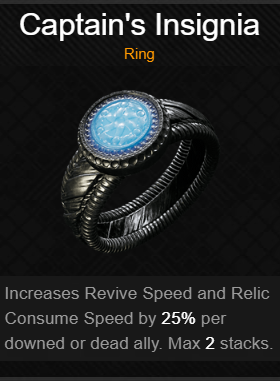 Captain's Insignia
Ring
Increases Revive Speed and Relic
Consume Speed by 25% per
downed or dead ally. Max 2 stacks.